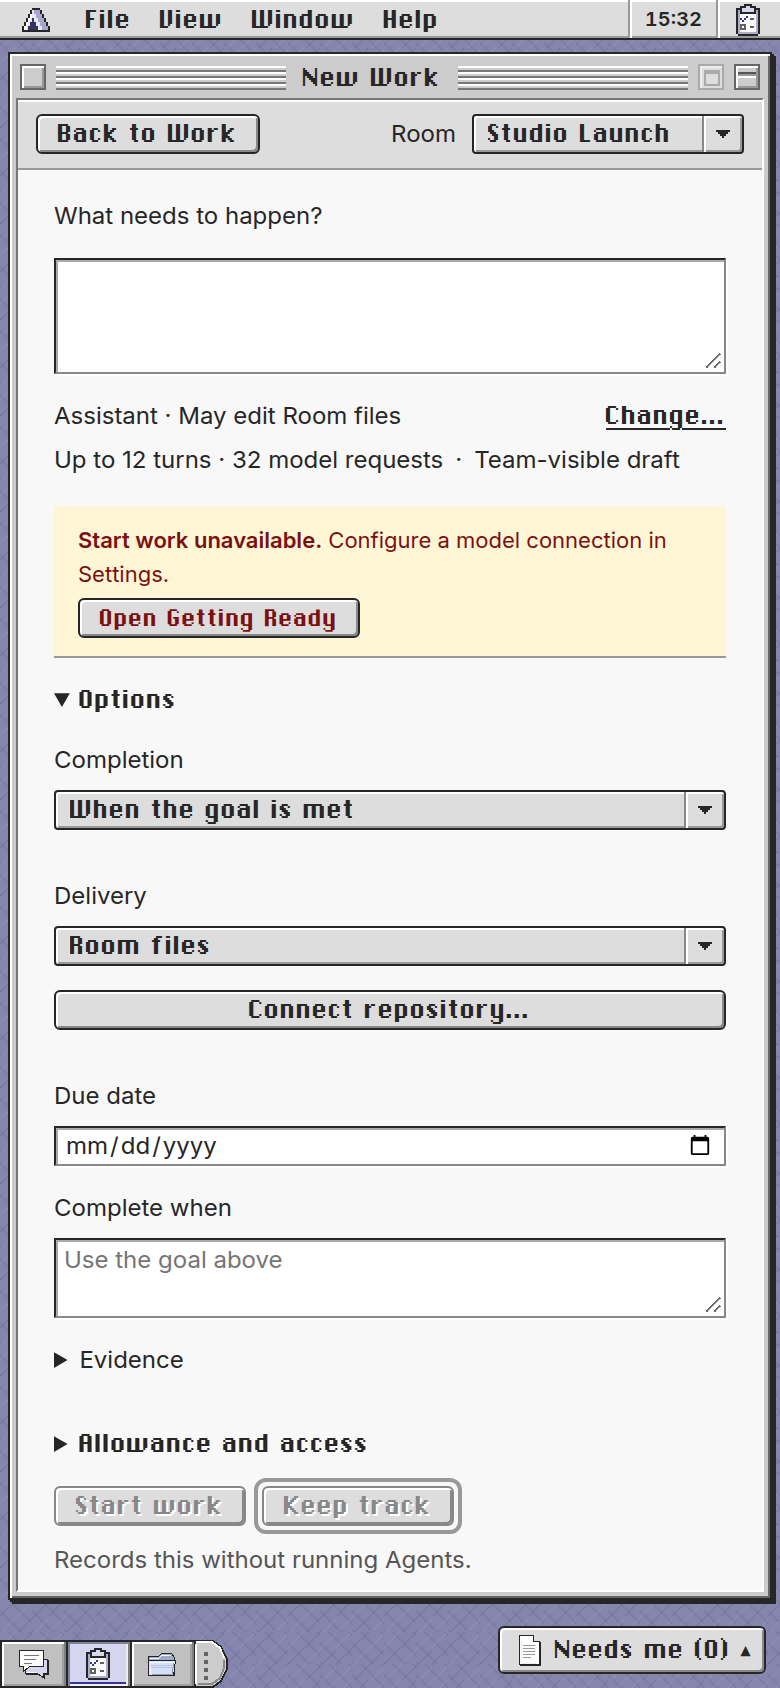 File View Window Help 15:32
New Work
Back to Work Room Studio Launch
What needs to happen?
Assistant · May edit Room files Change...
Up to 12 turns · 32 model requests · Team-visible draft
Start work unavailable. Configure a model connection in
Settings.
Open Getting Ready
▼ Options
Completion
When the goal is met
Delivery
Room files
Connect repository...
Due date
mm/dd/yyyy
Complete when
Use the goal above
▶ Evidence
▶ Allowance and access
Start work Keep track
Records this without running Agents.
Needs me (0) ▲